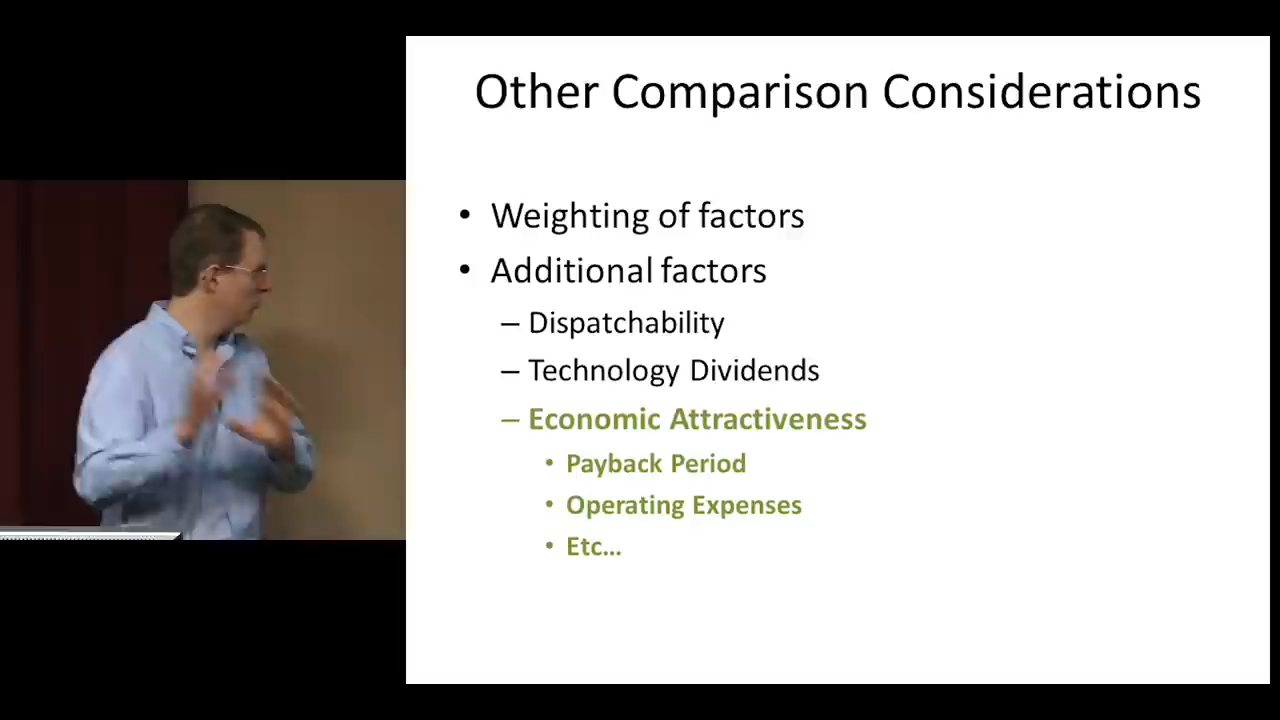 Other Comparison Considerations
• Weighting of factors
• Additional factors
– Dispatchability
– Technology Dividends
– Economic Attractiveness
• Payback Period
• Operating Expenses
• Etc...